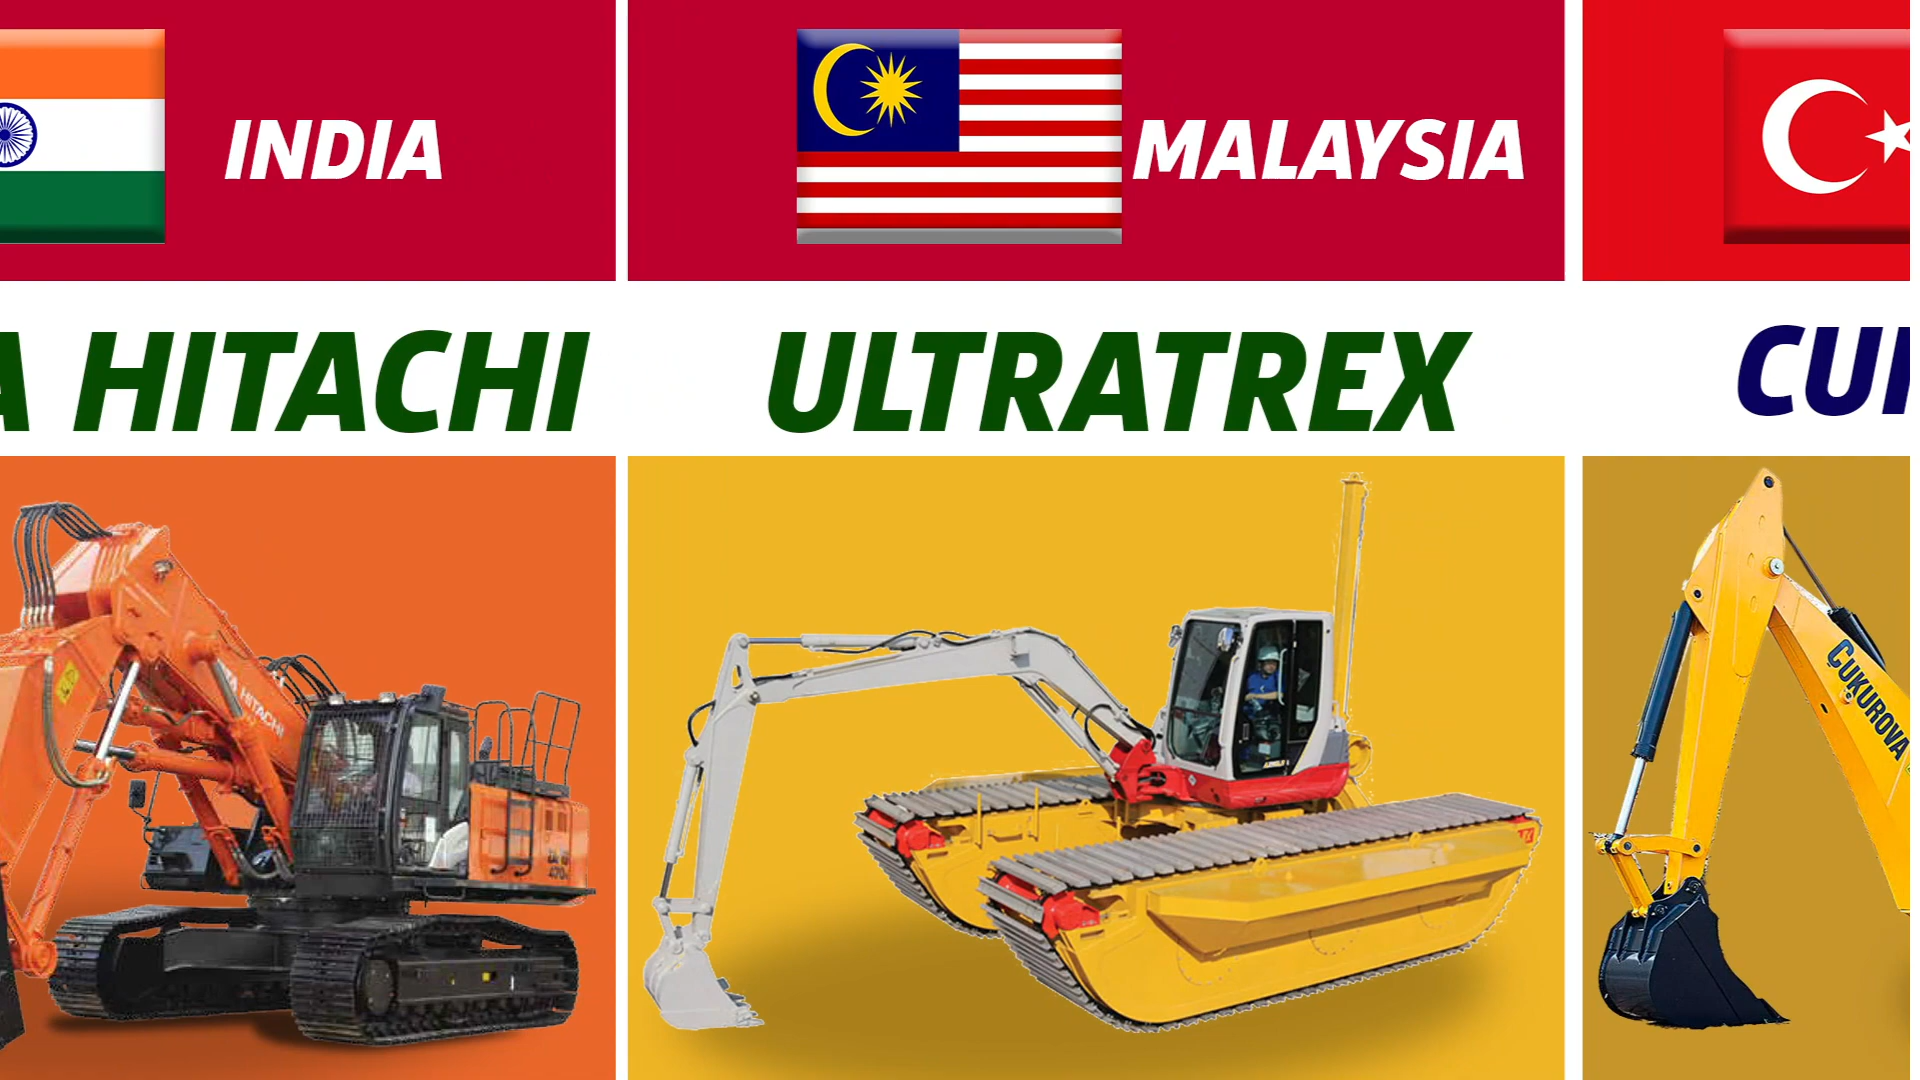 INDIA
MALAYSIA
A HITACHI
ULTRATREX
CU
HITACHI
ÇUKUROVA